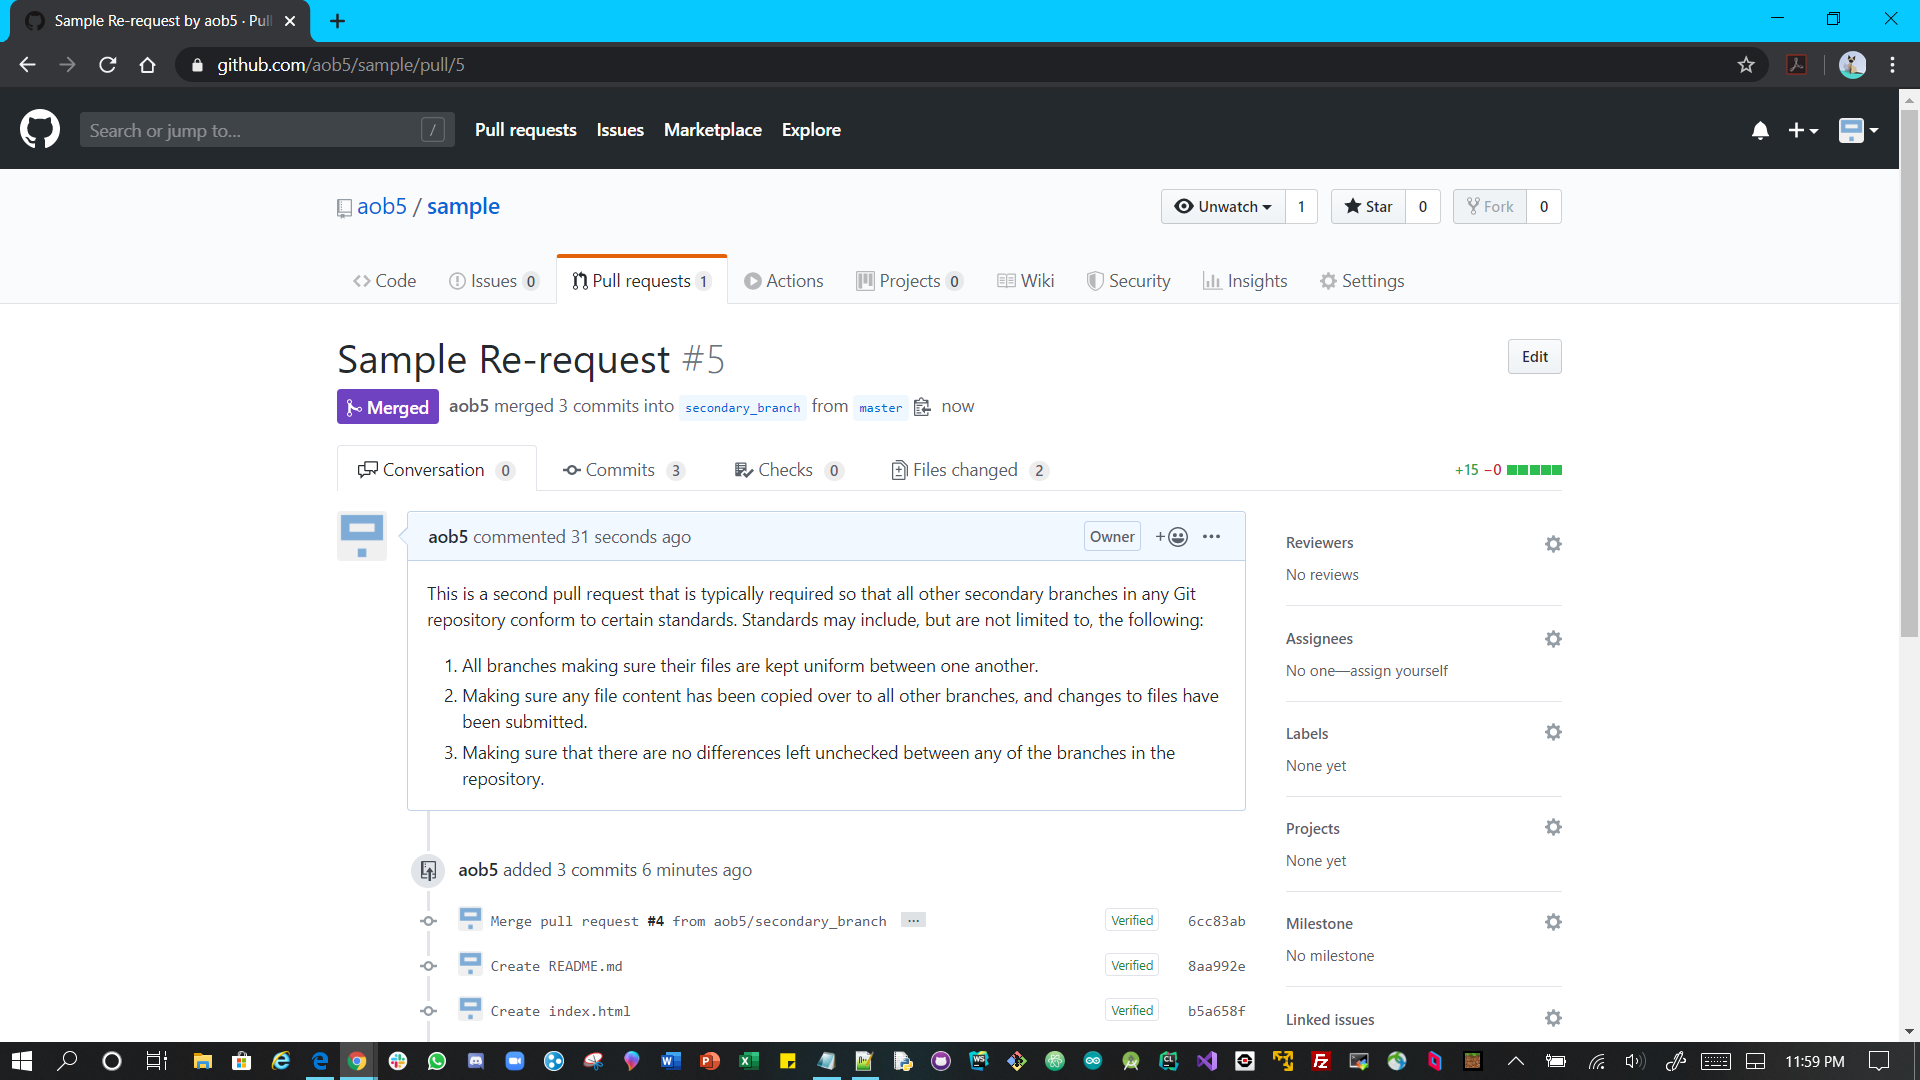 Sample Re-request by aob5 · Pull
github.com/aob5/sample/pull/5
Search or jump to...
/
Pull requests
Issues
Marketplace
Explore
aob5 / sample
Unwatch 1
Star 0
Fork 0
Code
Issues 0
Pull requests 1
Actions
Projects 0
Wiki
Security
Insights
Settings
Sample Re-request #5
Edit
Merged
aob5 merged 3 commits into secondary_branch from master now
Conversation 0
Commits 3
Checks 0
Files changed 2
+15 −0
aob5 commented 31 seconds ago
Owner
This is a second pull request that is typically required so that all other secondary branches in any Git
repository conform to certain standards. Standards may include, but are not limited to, the following:
1. All branches making sure their files are kept uniform between one another.
2. Making sure any file content has been copied over to all other branches, and changes to files have
been submitted.
3. Making sure that there are no differences left unchecked between any of the branches in the
repository.
aob5 added 3 commits 6 minutes ago
Merge pull request #4 from aob5/secondary_branch ...
Verified
6cc83ab
Create README.md
Verified
8aa992e
Create index.html
Verified
b5a658f
Reviewers
No reviews
Assignees
No one—assign yourself
Labels
None yet
Projects
None yet
Milestone
No milestone
Linked issues
11:59 PM